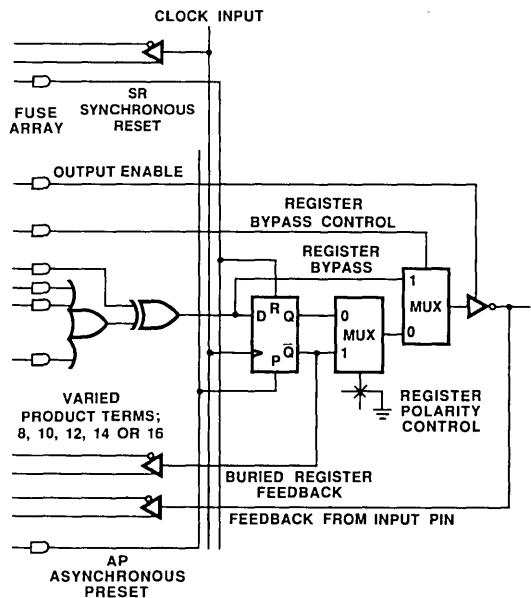 CLOCK INPUT
SR
SYNCHRONOUS
RESET
FUSE
ARRAY
OUTPUT ENABLE
REGISTER
BYPASS CONTROL
REGISTER
BYPASS
1
MUX
0
D R Q
P Q
0
MUX
1
REGISTER
POLARITY
CONTROL
VARIED
PRODUCT TERMS;
8, 10, 12, 14 OR 16
BURIED REGISTER
FEEDBACK
FEEDBACK FROM INPUT PIN
AP
ASYNCHRONOUS
PRESET